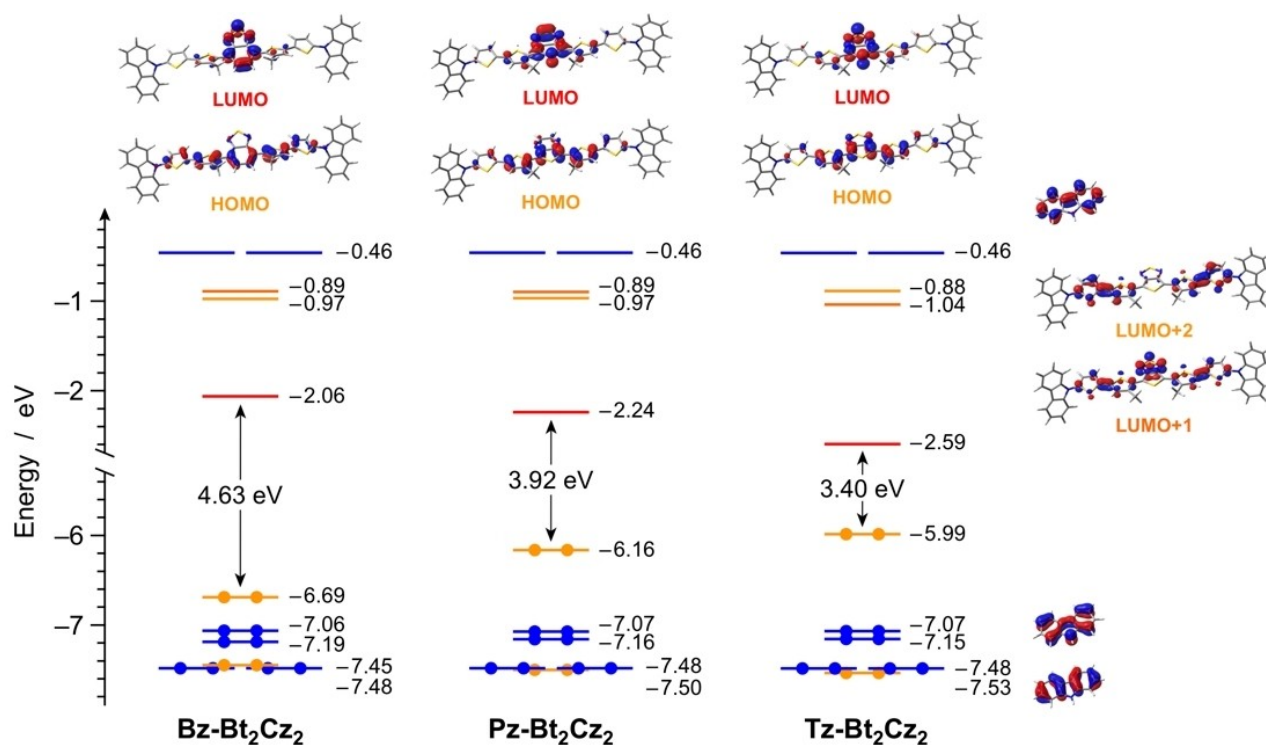 LUMO LUMO LUMO
HOMO HOMO HOMO
Energy / eV
−1
−2
−6
−7
−0.46
−0.89
−0.97
−2.06
4.63 eV
−6.69
−7.06
−7.19
−7.45
−7.48
Bz-Bt₂Cz₂
−0.46
−0.89
−0.97
−2.24
3.92 eV
−6.16
−7.07
−7.16
−7.48
−7.50
Pz-Bt₂Cz₂
−0.46
−0.88
−1.04
−2.59
3.40 eV
−5.99
−7.07
−7.15
−7.48
−7.53
Tz-Bt₂Cz₂
LUMO+2
LUMO+1